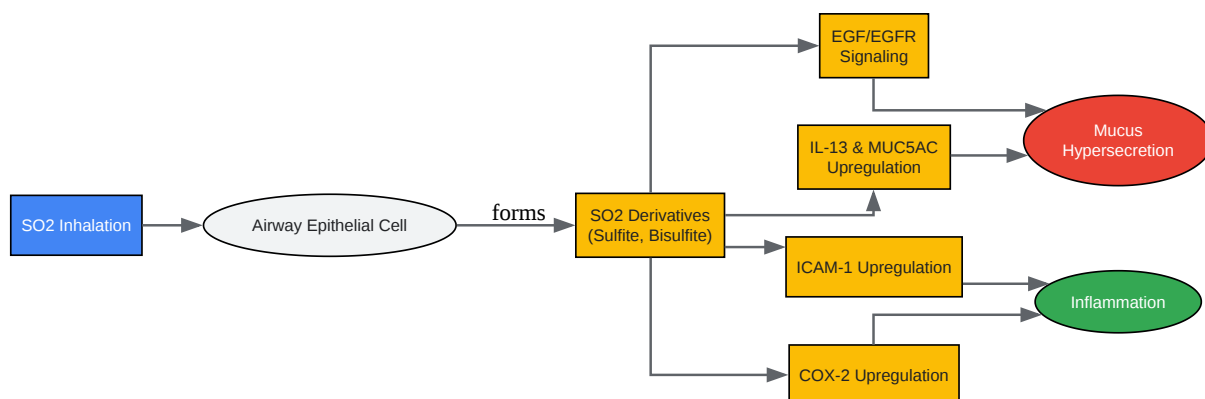 SO2 Inhalation
Airway Epithelial Cell
forms
SO2 Derivatives
(Sulfite, Bisulfite)
EGF/EGFR
Signaling
IL-13 & MUC5AC
Upregulation
ICAM-1 Upregulation
COX-2 Upregulation
Mucus
Hypersecretion
Inflammation